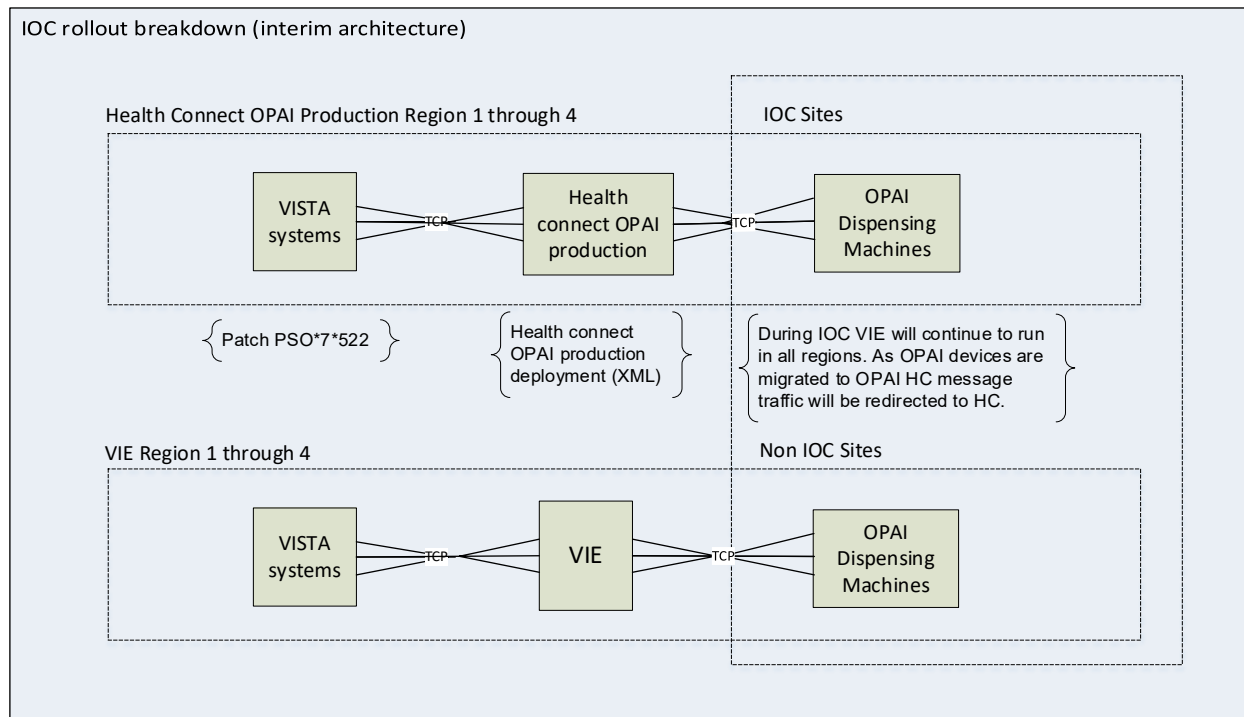 IOC rollout breakdown (interim architecture)
Health Connect OPAI Production Region 1 through 4
IOC Sites
VISTA
systems
TCP
Health
connect OPAI
production
TCP
OPAI
Dispensing
Machines
Patch PSO*7*522
Health connect
OPAI production
deployment (XML)
During IOC VIE will continue to run
in all regions. As OPAI devices are
migrated to OPAI HC message
traffic will be redirected to HC.
VIE Region 1 through 4
Non IOC Sites
VISTA
systems
TCP
VIE
TCP
OPAI
Dispensing
Machines